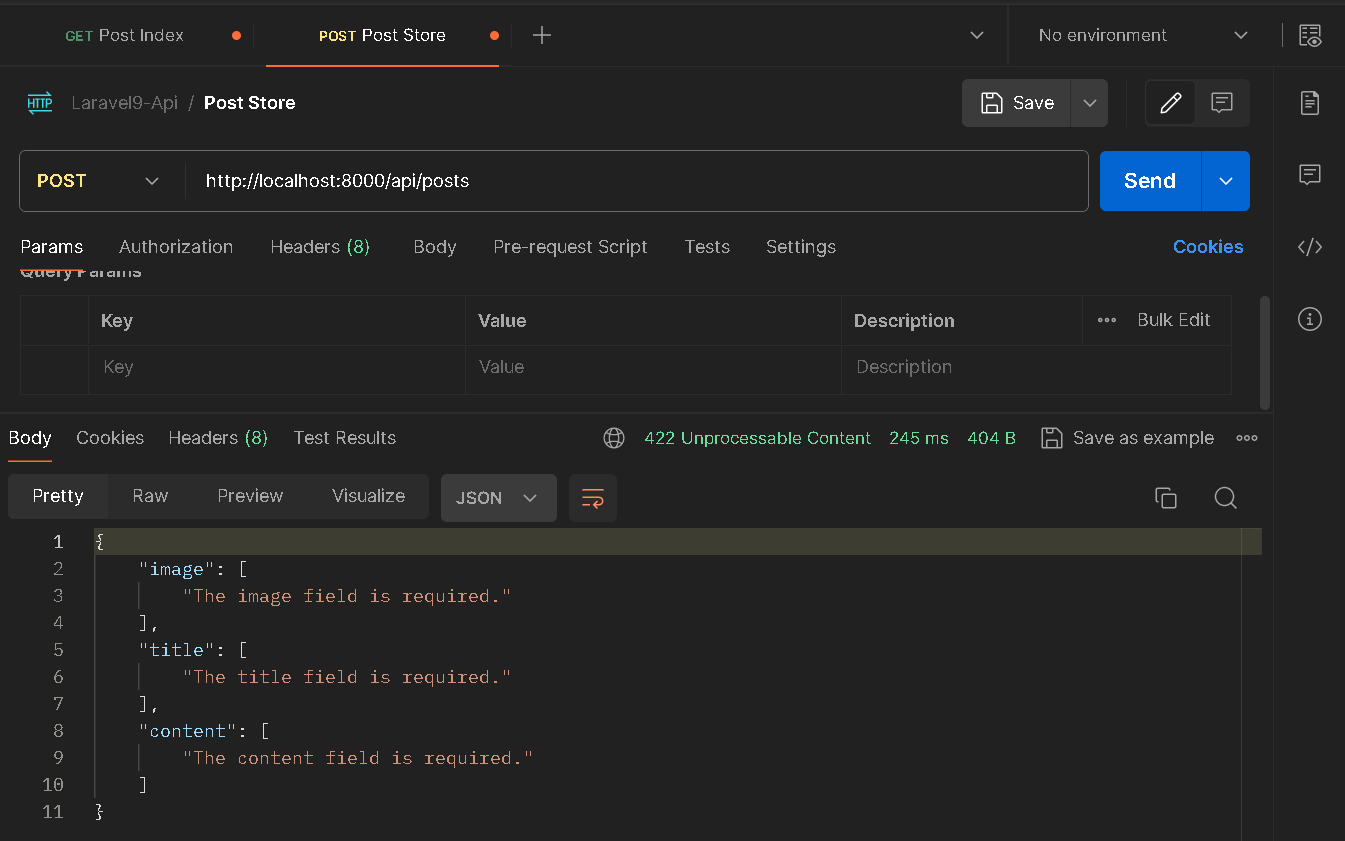 GET Post Index
POST Post Store
No environment
HTTP Laravel9-Api / Post Store
Save
POST http://localhost:8000/api/posts
Send
Params Authorization Headers (8) Body Pre-request Script Tests Settings Cookies
Query Params
Key Value Description Bulk Edit
Key Value Description
Body Cookies Headers (8) Test Results 422 Unprocessable Content 245 ms 404 B Save as example
Pretty Raw Preview Visualize JSON
1 {
2 "image": [
3 "The image field is required."
4 ],
5 "title": [
6 "The title field is required."
7 ],
8 "content": [
9 "The content field is required."
10 ]
11 }